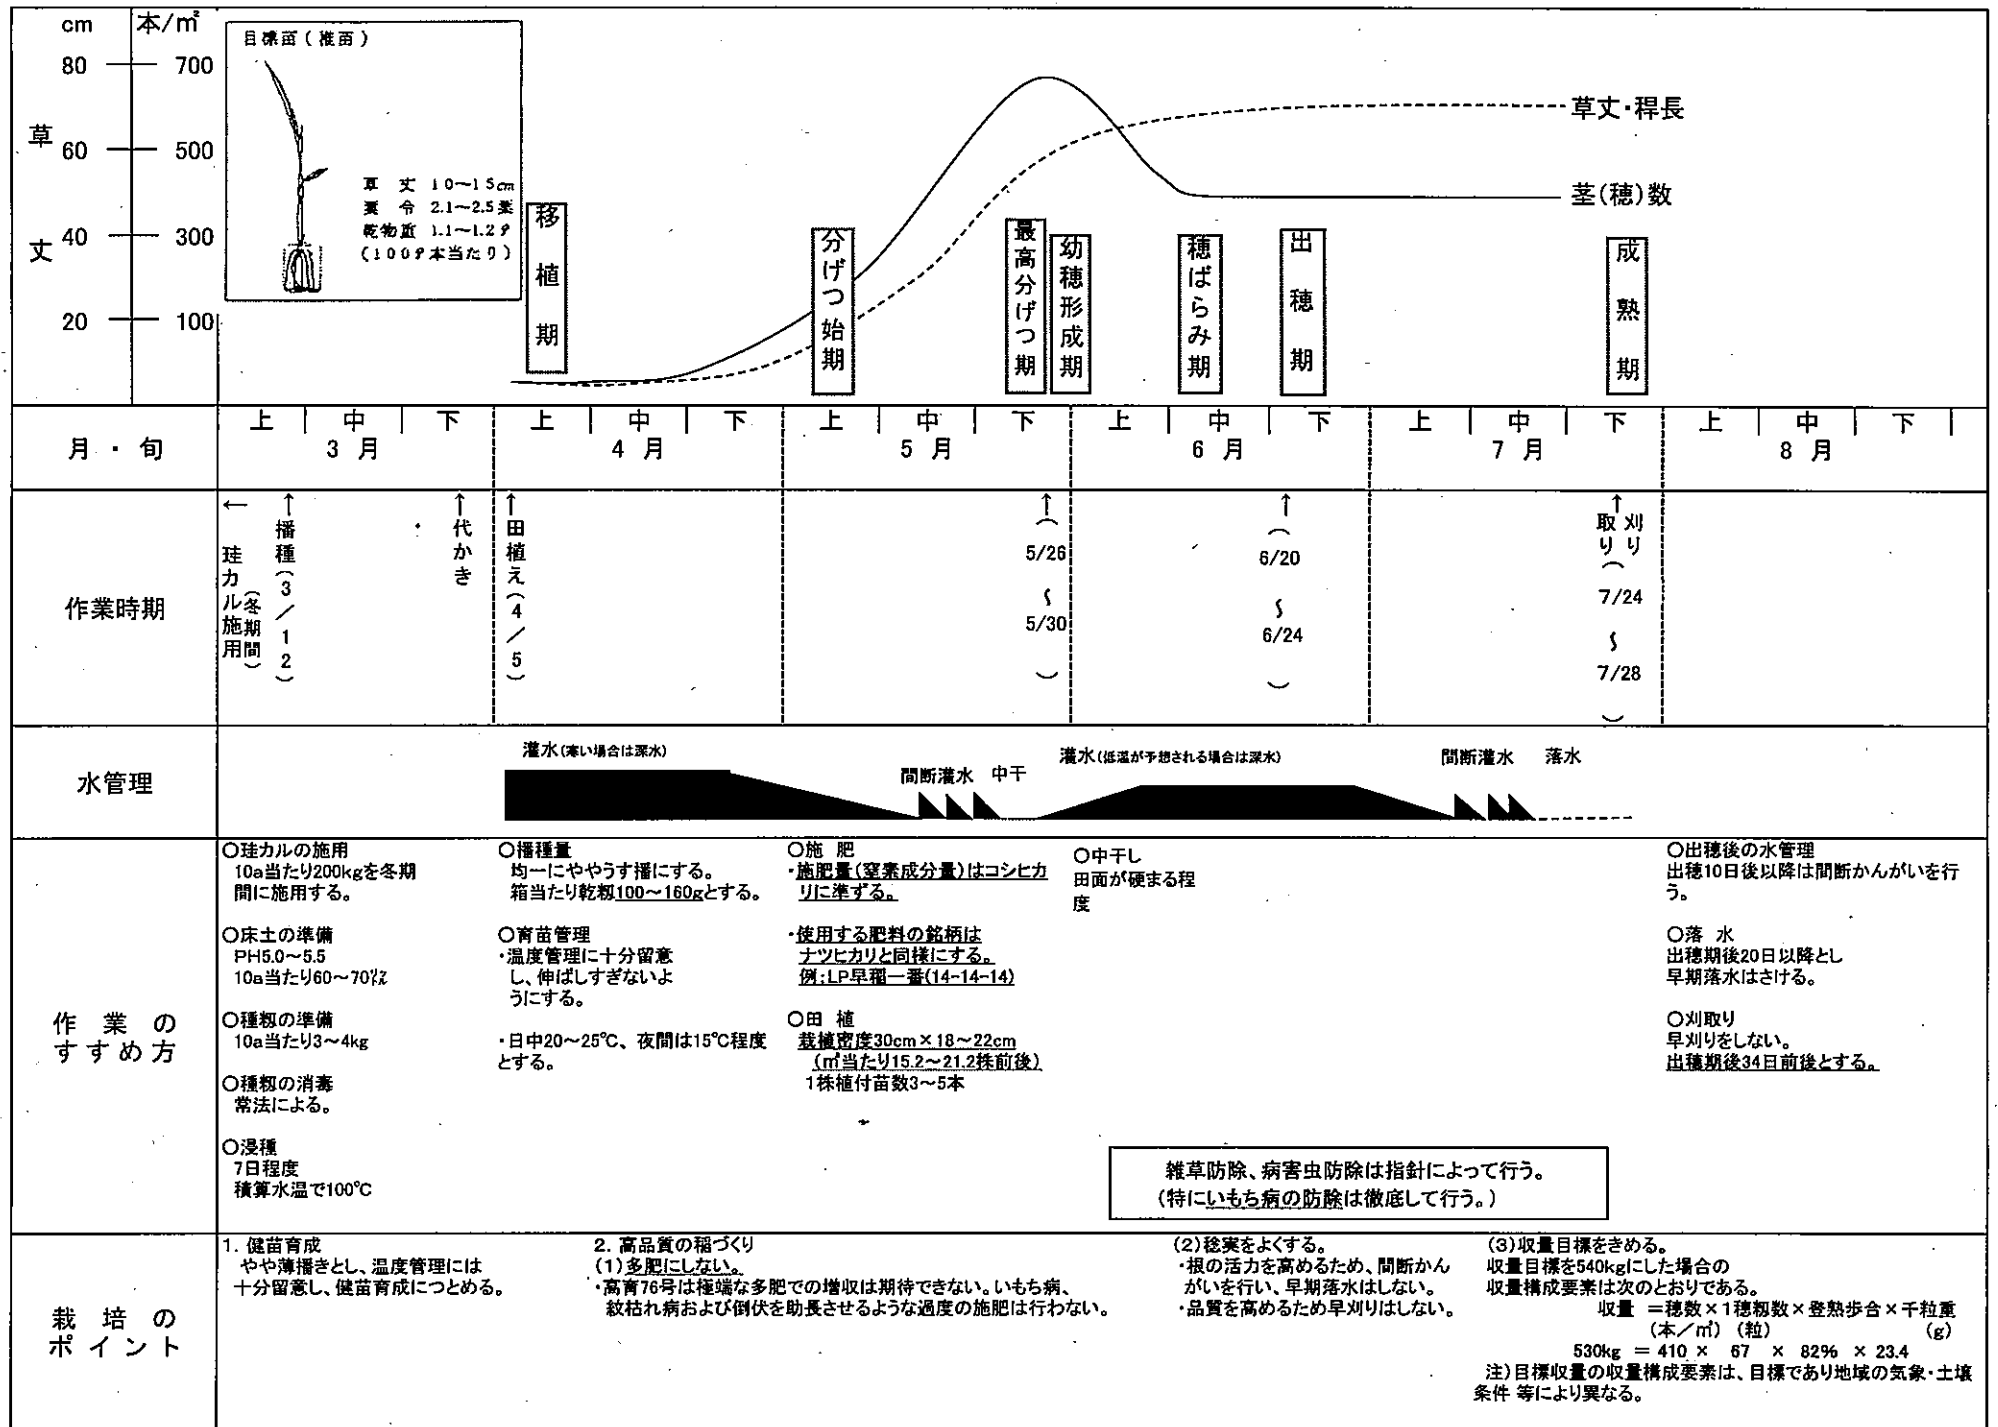 cm
本/㎡
80
700
草
60
500
40
300
丈
20
100
目標苗(稚苗)
草 丈 10〜15cm
葉 令 2.1〜2.5葉
乾物重 1.1〜1.2g
草丈・稈長
茎(穂)数
移植期
分げつ始期
最高分げつ期
幼穂形成期
穂ばらみ期
出穂期
成熟期
月・旬
上 中 下
3 月
上 中 下
4 月
上 中 下
5 月
上 中 下
6 月
上 中 下
7 月
上 中 下
8 月
作業時期
← 珪カル施用
(冬期間)
↑播種(3/12)
↑代かき
↑田植え(4/5)
↑(5/26〜5/30)
↑(6/20〜6/24)
↑刈り取り(7/24〜7/28)
水管理
灌水(寒い場合は深水)
間断灌水 中干
灌水(低温が予想される場合は深水)
間断灌水 落水
作業の
すすめ方
○珪カルの施用
10a当たり200kgを冬期
間に施用する。
○床土の準備
PH5.0〜5.5
10a当たり60〜70㍑
○種籾の準備
10a当たり3〜4kg
○種籾の消毒
常法による。
○浸種
7日程度
積算水温で100℃
○播種量
均一にややうす播にする。
箱当たり乾籾100〜160gとする。
○育苗管理
・温度管理に十分留意
し、伸ばしすぎないよ
うにする。
・日中20〜25℃、夜間は15℃程度
とする。
○施 肥
・施肥量(窒素成分量)はコシヒカ
リに準ずる。
・使用する肥料の銘柄は
ナツヒカリと同様にする。
例;LP早稲一番(14-14-14)
○田 植
栽植密度30cm×18〜22cm
(㎡当たり15.2〜21.2株前後)
1株植付苗数3〜5本
○中干し
田面が硬まる程
度
○出穂後の水管理
出穂10日後以降は間断かんがいを行
う。
○落 水
出穂期後20日以降とし
早期落水はさける。
○刈取り
早刈りをしない。
出穂期後34日前後とする。
雑草防除、病害虫防除は指針によって行う。
(特にいもち病の防除は徹底して行う。)
栽培の
ポイント
1. 健苗育成
やや薄播きとし、温度管理には
十分留意し、健苗育成につとめる。
2. 高品質の稲づくり
(1)多肥にしない。
・高育76号は極端な多肥での増収は期待できない。いもち病、
紋枯れ病および倒伏を助長させるような過度の施肥は行わない。
(2)稔実をよくする。
・根の活力を高めるため、間断かん
がいを行い、早期落水はしない。
・品質を高めるため早刈りはしない。
(3)収量目標をきめる。
収量目標を540kgにした場合の
収量構成要素は次のとおりである。
収量 =穂数×1穂籾数×登熟歩合×千粒重
(本/㎡) (粒) (g)
530kg = 410 × 67 × 82% × 23.4
注)目標収量の収量構成要素は、目標であり地域の気象・土壌
条件 等により異なる。